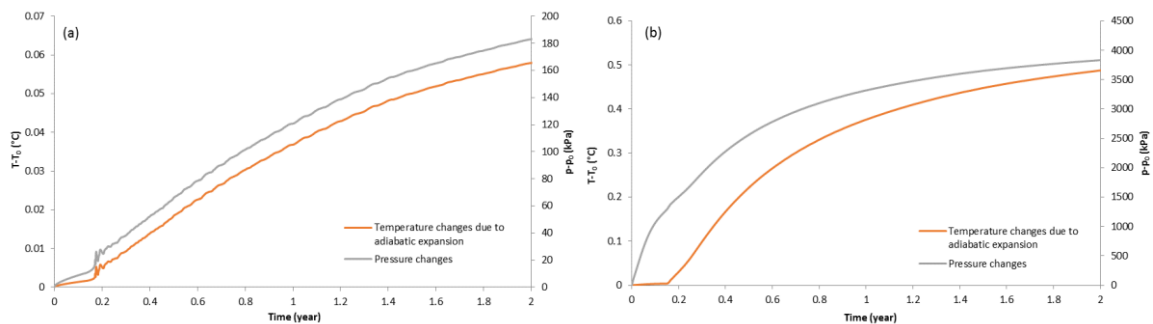 (a)
0.07
0.06
0.05
0.04
0.03
0.02
0.01
0
T-T₀ (°C)
200
180
160
140
120
100
80
60
40
20
0
p-p₀ (kPa)
0 0.2 0.4 0.6 0.8 1 1.2 1.4 1.6 1.8 2
Time (year)
Temperature changes due to
adiabatic expansion
Pressure changes
(b)
0.6
0.5
0.4
0.3
0.2
0.1
0
T-T₀ (°C)
4500
4000
3500
3000
2500
2000
1500
1000
500
0
p-p₀ (kPa)
0 0.2 0.4 0.6 0.8 1 1.2 1.4 1.6 1.8 2
Time (year)
Temperature changes due to
adiabatic expansion
Pressure changes